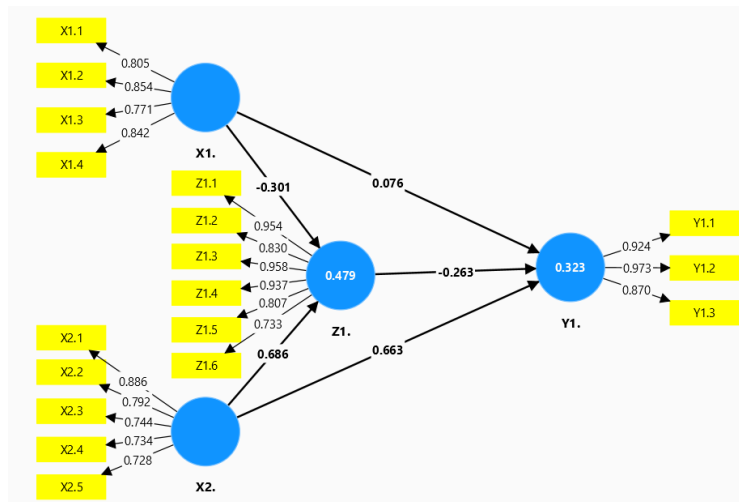 X1.1
X1.2
X1.3
X1.4
0.805
0.854
0.771
0.842
X1.
-0.301
0.076
Z1.1
Z1.2
Z1.3
Z1.4
Z1.5
Z1.6
0.954
0.830
0.958
0.937
0.807
0.733
0.479
Z1.
-0.263
0.323
Y1.
0.924
0.973
0.870
Y1.1
Y1.2
Y1.3
0.686
0.663
X2.1
X2.2
X2.3
X2.4
X2.5
0.886
0.792
0.744
0.734
0.728
X2.